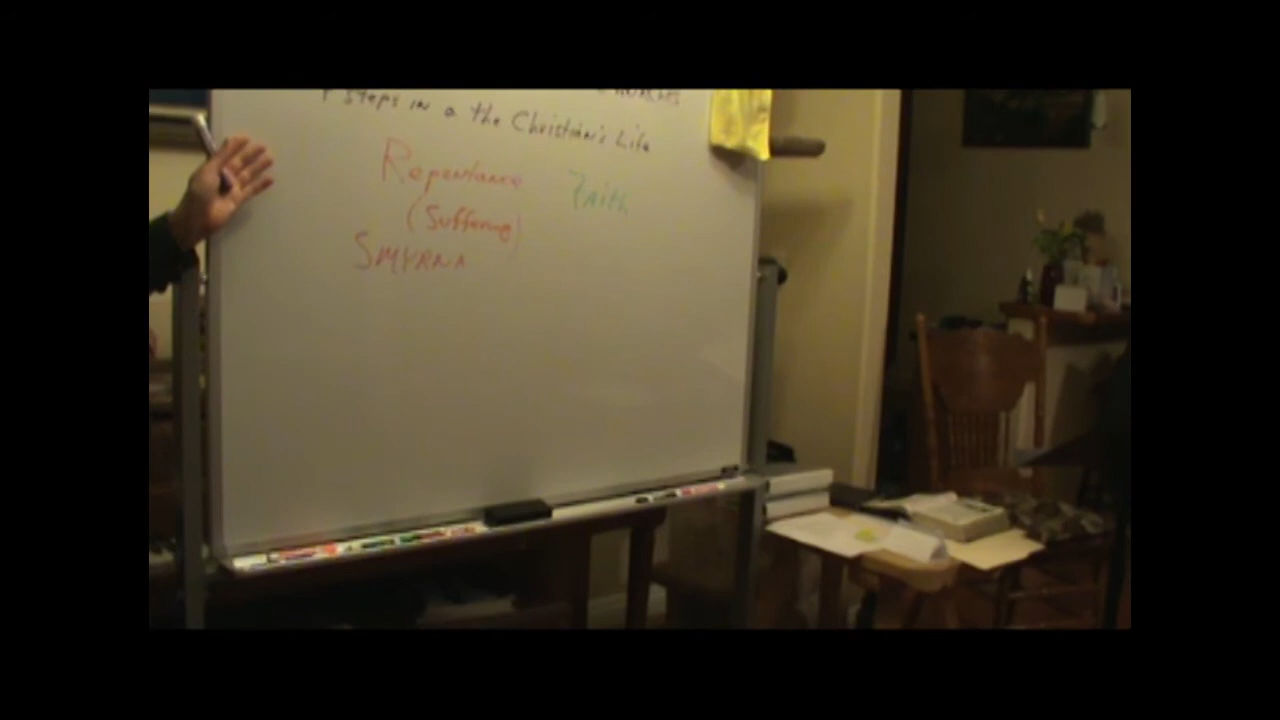 Steps in a the Christian's Life
Repentance Faith
(Suffering)
SMYRNA